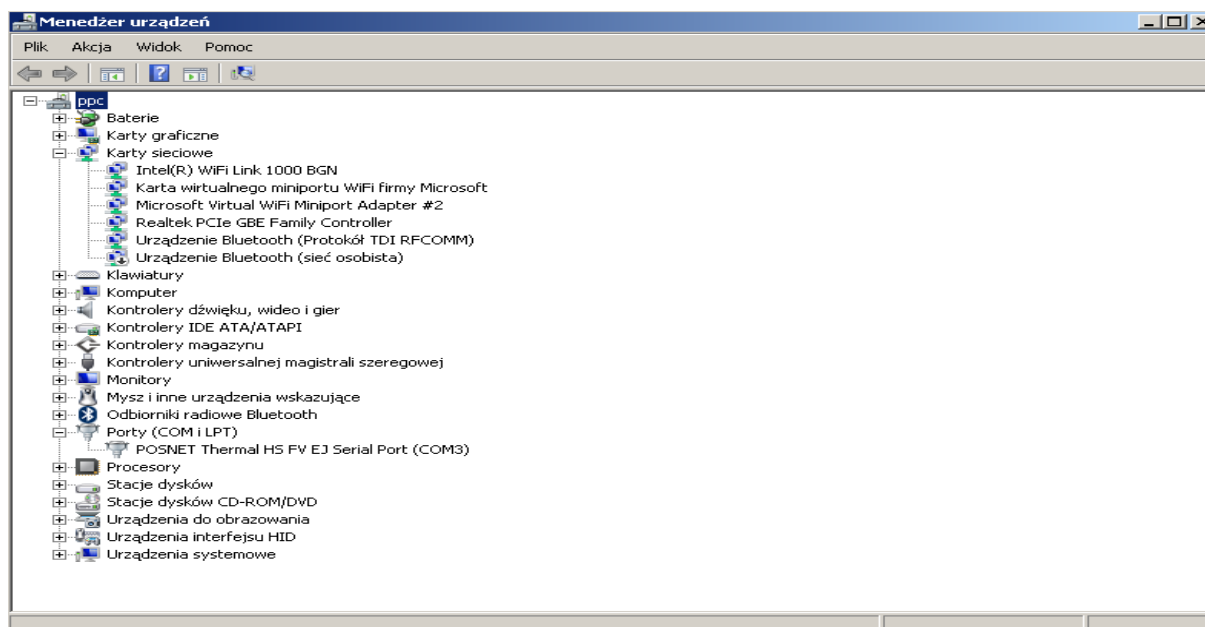 Menedżer urządzeń
Plik Akcja Widok Pomoc
ppc
Baterie
Karty graficzne
Karty sieciowe
Intel(R) WiFi Link 1000 BGN
Karta wirtualnego miniportu WiFi firmy Microsoft
Microsoft Virtual WiFi Miniport Adapter #2
Realtek PCIe GBE Family Controller
Urządzenie Bluetooth (Protokół TDI RFCOMM)
Urządzenie Bluetooth (sieć osobista)
Klawiatury
Komputer
Kontrolery dźwięku, wideo i gier
Kontrolery IDE ATA/ATAPI
Kontrolery magazynu
Kontrolery uniwersalnej magistrali szeregowej
Monitory
Mysz i inne urządzenia wskazujące
Odbiorniki radiowe Bluetooth
Porty (COM i LPT)
POSNET Thermal HS FV EJ Serial Port (COM3)
Procesory
Stacje dysków
Stacje dysków CD-ROM/DVD
Urządzenia do obrazowania
Urządzenia interfejsu HID
Urządzenia systemowe